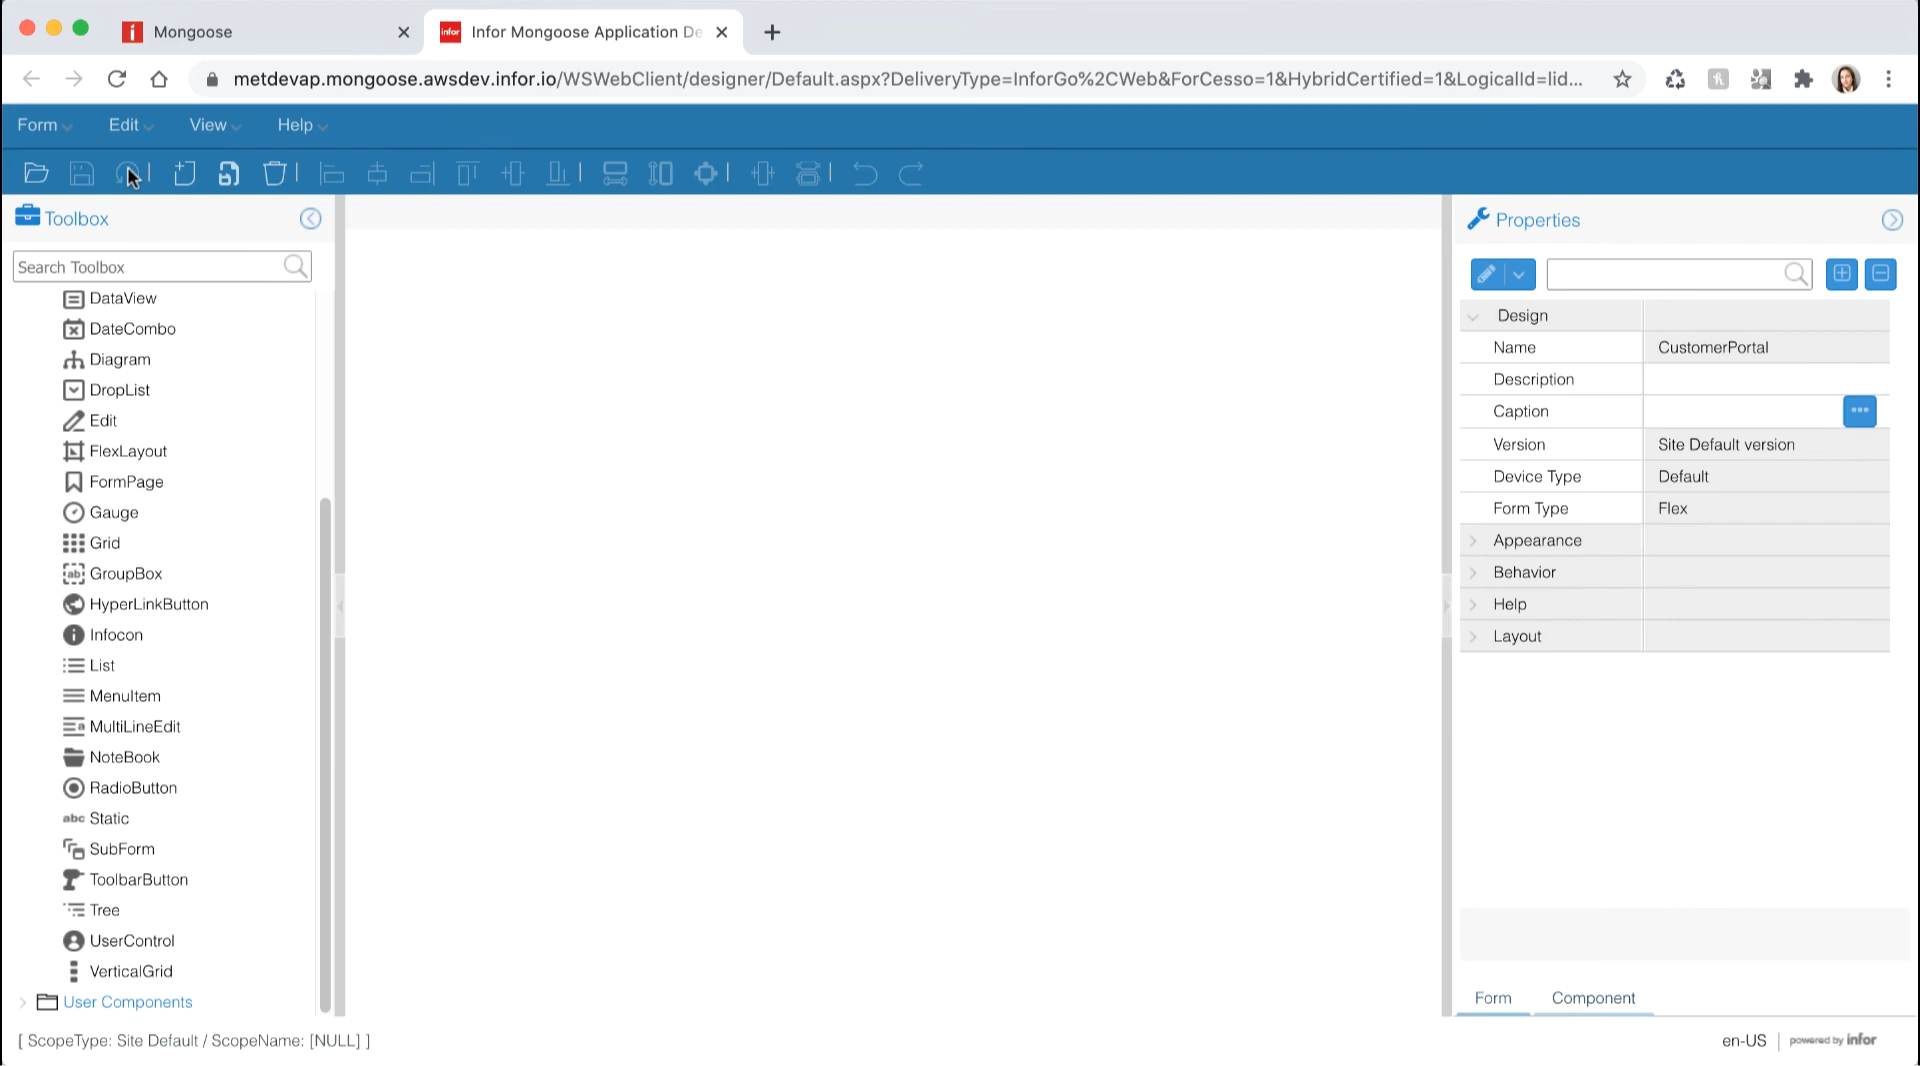 Mongoose
infor Infor Mongoose Application De
metdevap.mongoose.awsdev.infor.io/WSWebClient/designer/Default.aspx?DeliveryType=InforGo%2CWeb&ForCesso=1&HybridCertified=1&LogicalId=lid...
Form Edit View Help
Toolbox
Search Toolbox
DataView
DateCombo
Diagram
DropList
Edit
FlexLayout
FormPage
Gauge
Grid
ab GroupBox
HyperLinkButton
Infocon
List
MenuItem
MultiLineEdit
NoteBook
RadioButton
abc Static
SubForm
ToolbarButton
Tree
UserControl
VerticalGrid
User Components
Properties
Design
Name CustomerPortal
Description
Caption
Version Site Default version
Device Type Default
Form Type Flex
Appearance
Behavior
Help
Layout
Form Component
[ ScopeType: Site Default / ScopeName: [NULL] ]
en-US | powered by infor